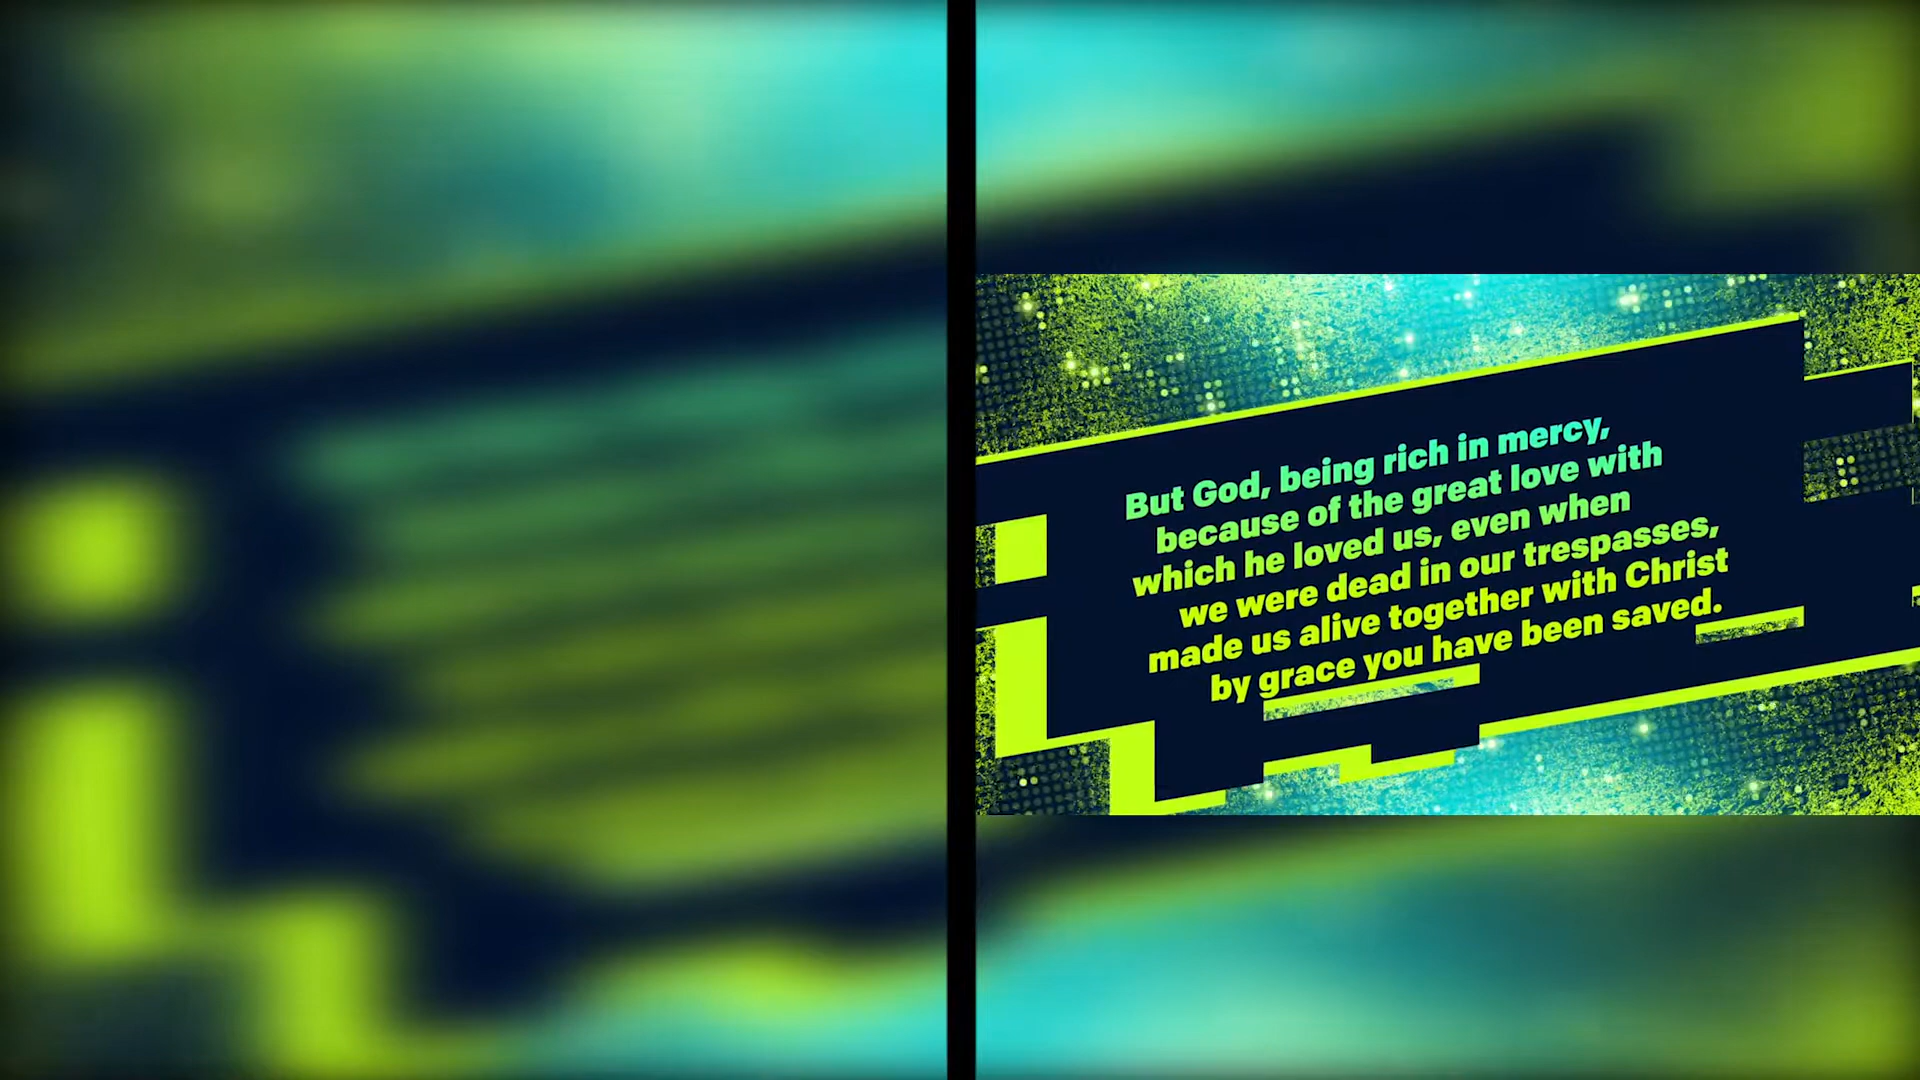 But God, being rich in mercy,
because of the great love with
which he loved us, even when
we were dead in our trespasses,
made us alive together with Christ
by grace you have been saved.